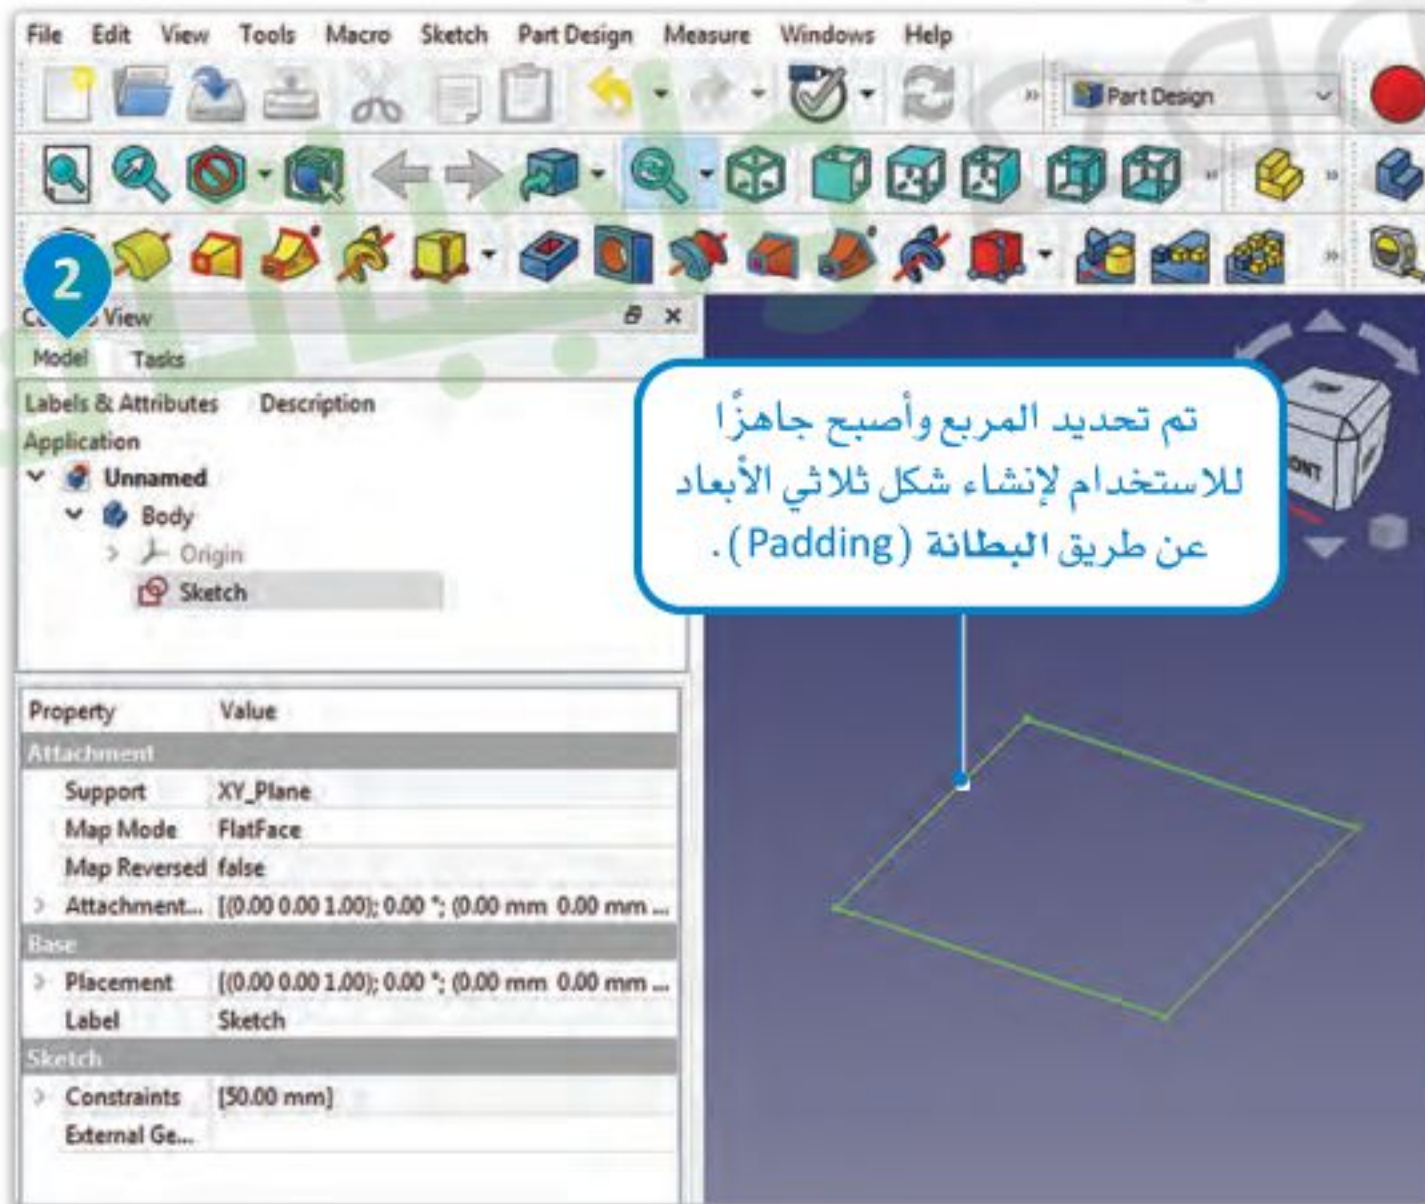 File Edit View Tools Macro Sketch Part Design Measure Windows Help
Part Design
2
View
Model Tasks
Labels & Attributes Description
Application
Unnamed
Body
Origin
Sketch
تم تحديد المربع وأصبح جاهزًا
للاستخدام لإنشاء شكل ثلاثي الأبعاد
عن طريق البطانة (Padding).
Property Value
Attachment
Support XY_Plane
Map Mode FlatFace
Map Reversed false
Attachment... [(0.00 0.00 1.00); 0.00 °; (0.00 mm 0.00 mm ...
Base
Placement [(0.00 0.00 1.00); 0.00 °; (0.00 mm 0.00 mm ...
Label Sketch
Sketch
Constraints [50.00 mm]
External Ge...